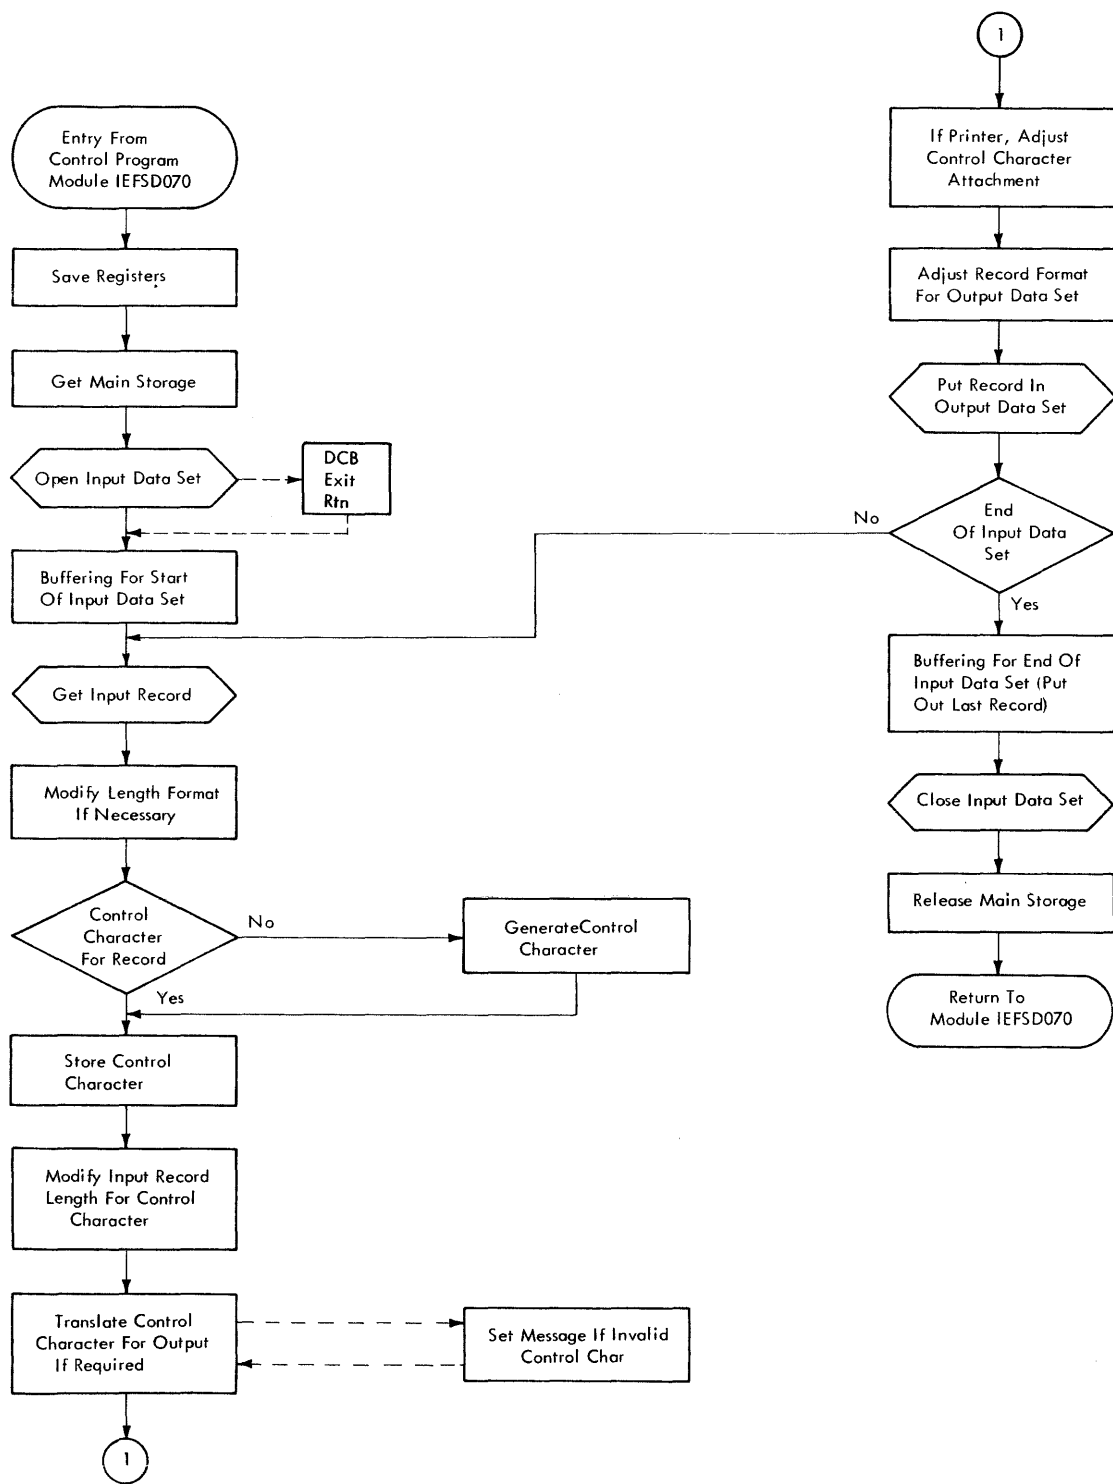 Entry From
Control Program
Module IEFSD070
Save Registers
Get Main Storage
Open Input Data Set
DCB
Exit
Rtn
Buffering For Start
Of Input Data Set
Get Input Record
Modify Length Format
If Necessary
Control
Character
For Record
No
Yes
GenerateControl
Character
Store Control
Character
Modify Input Record
Length For Control
Character
Translate Control
Character For Output
If Required
Set Message If Invalid
Control Char
1
1
If Printer, Adjust
Control Character
Attachment
Adjust Record Format
For Output Data Set
Put Record In
Output Data Set
End
Of Input Data
Set
No
Yes
Buffering For End Of
Input Data Set (Put
Out Last Record)
Close Input Data Set
Release Main Storage
Return To
Module IEFSD070